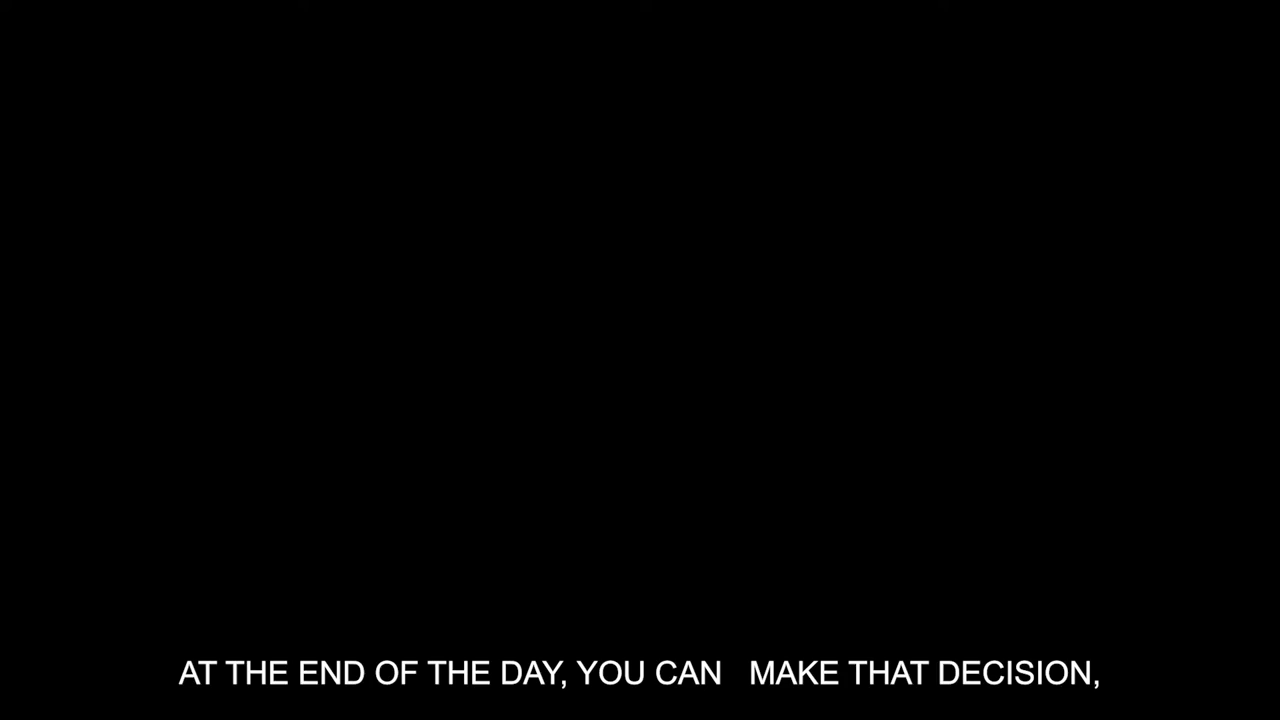 AT THE END OF THE DAY, YOU CAN   MAKE THAT DECISION,